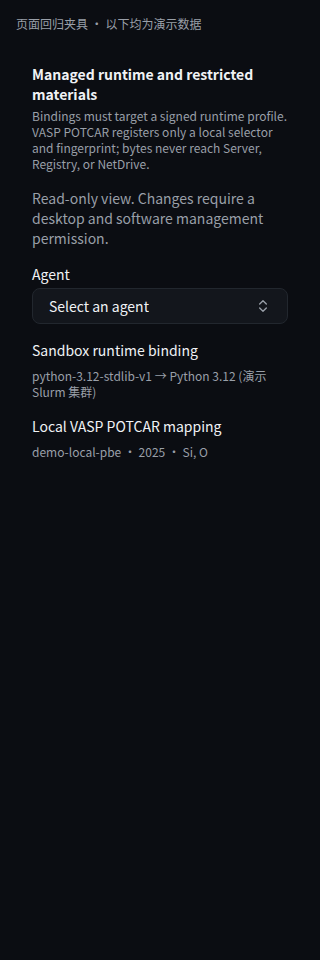 页面回归夹具 · 以下均为演示数据
Managed runtime and restricted
materials
Bindings must target a signed runtime profile.
VASP POTCAR registers only a local selector
and fingerprint; bytes never reach Server,
Registry, or NetDrive.
Read-only view. Changes require a
desktop and software management
permission.
Agent
Select an agent
Sandbox runtime binding
python-3.12-stdlib-v1 → Python 3.12 (演示
Slurm 集群)
Local VASP POTCAR mapping
demo-local-pbe · 2025 · Si, O